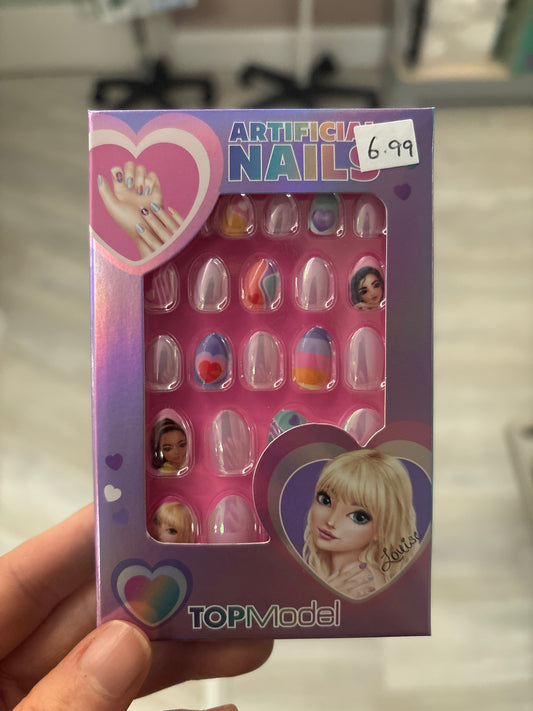 ARTIFICIAL
NAILS
6.99
Louise
TOPModel